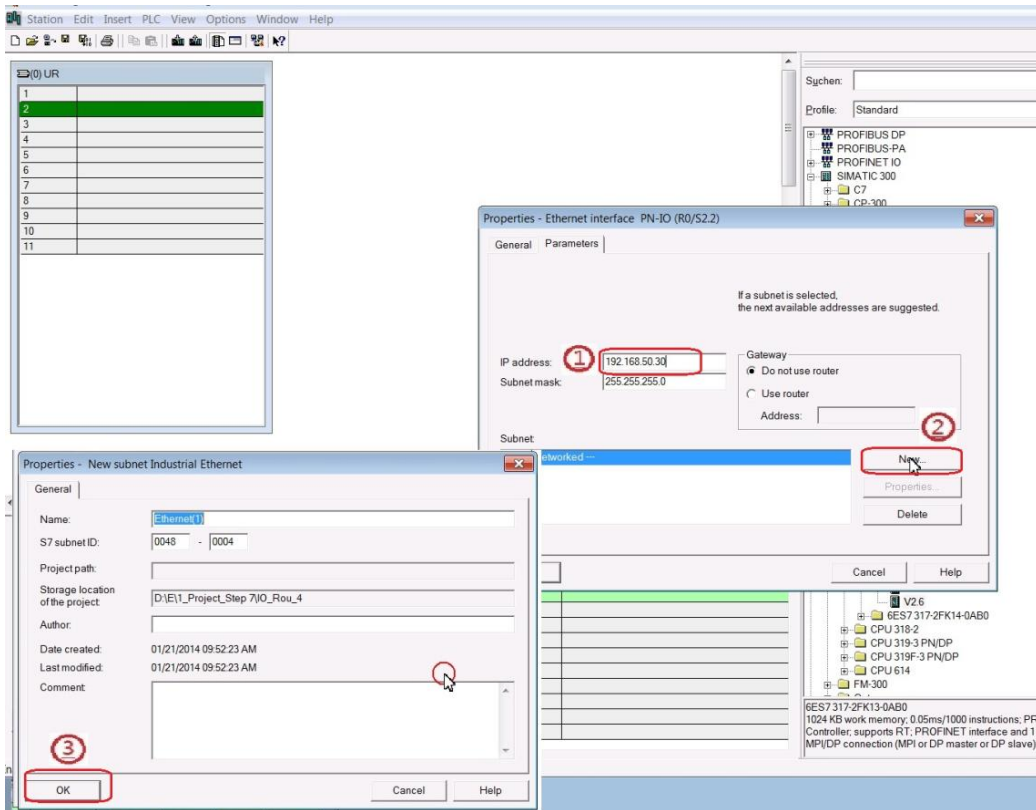 Station Edit Insert PLC View Options Window Help
(0) UR
1
2
3
4
5
6
7
8
9
10
11
Suchen:
Profile: Standard
PROFIBUS DP
PROFIBUS-PA
PROFINET IO
SIMATIC 300
C7
CP-300
Properties - Ethernet interface PN-IO (R0/S2.2)
General Parameters
If a subnet is selected,
the next available addresses are suggested.
IP address: 1 192.168.50.30
Subnet mask: 255.255.255.0
Gateway
Do not use router
Use router
Address:
2
Subnet:
etworked ---
New...
Properties...
Delete
Cancel Help
Properties - New subnet Industrial Ethernet
General
Name: Ethernet(1)
S7 subnet ID: 0048 - 0004
Project path:
Storage location
of the project: D:\E\1_Project_Step 7\IO_Rou_4
Author:
Date created: 01/21/2014 09:52:23 AM
Last modified: 01/21/2014 09:52:23 AM
Comment:
3
OK Cancel Help
V2.6
6ES7 317-2FK14-0AB0
CPU 318-2
CPU 319-3 PN/DP
CPU 319F-3 PN/DP
CPU 614
FM-300
6ES7 317-2FK13-0AB0
1024 KB work memory; 0.05ms/1000 instructions; PR
Controller; supports RT; PROFINET interface and 1
MPI/DP connection (MPI or DP master or DP slave)